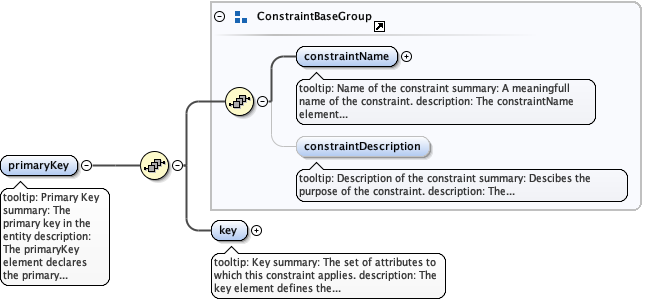 ConstraintBaseGroup
constraintName
tooltip: Name of the constraint summary: A meaningfull
name of the constraint. description: The constraintName
element...
constraintDescription
tooltip: Description of the constraint summary: Descibes the
purpose of the constraint. description: The...
primaryKey
tooltip: Primary Key
summary: The
primary key in the
entity description:
The primaryKey
element declares
the primary...
key
tooltip: Key summary: The set of attributes to
which this constraint applies. description: The
key element defines the...